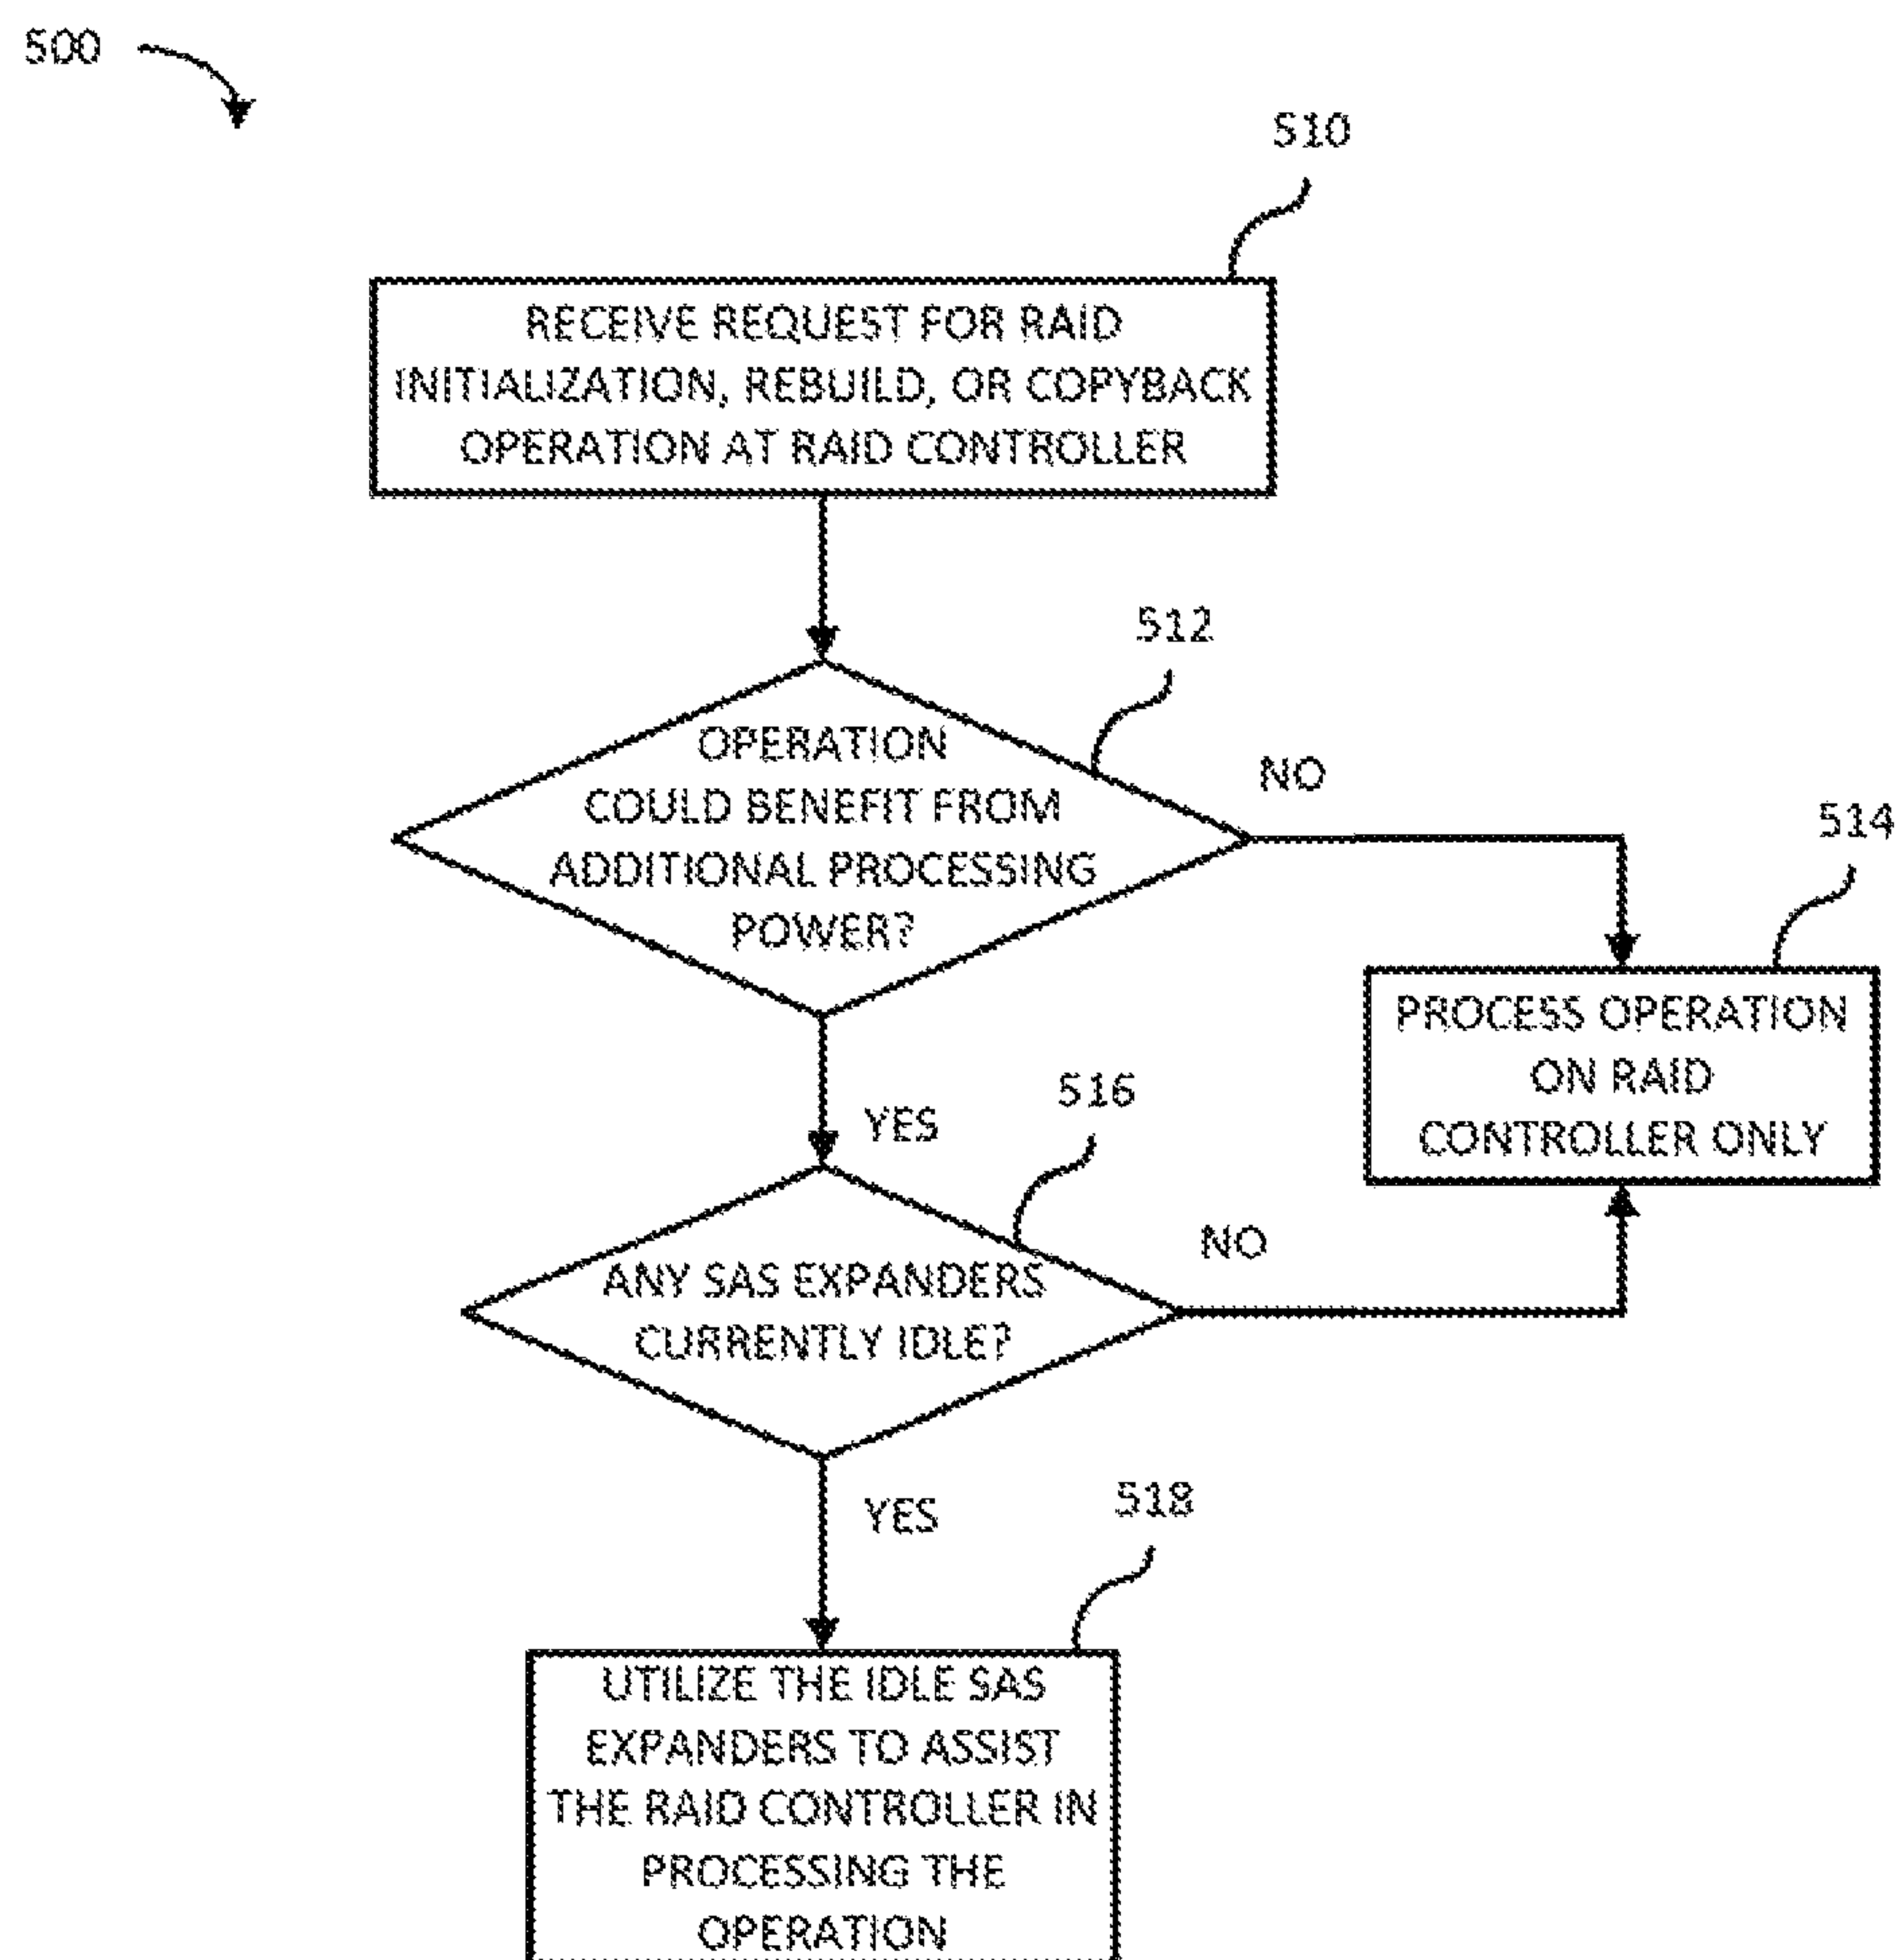 500
510
RECEIVE REQUEST FOR RAID
INITIALIZATION, REBUILD, OR COPYBACK
OPERATION AT RAID CONTROLLER
512
OPERATION
COULD BENEFIT FROM
ADDITIONAL PROCESSING
POWER?
NO
514
PROCESS OPERATION
ON RAID
CONTROLLER ONLY
YES
516
ANY SAS EXPANDERS
CURRENTLY IDLE?
NO
YES
518
UTILIZE THE IDLE SAS
EXPANDERS TO ASSIST
THE RAID CONTROLLER IN
PROCESSING THE
OPERATION